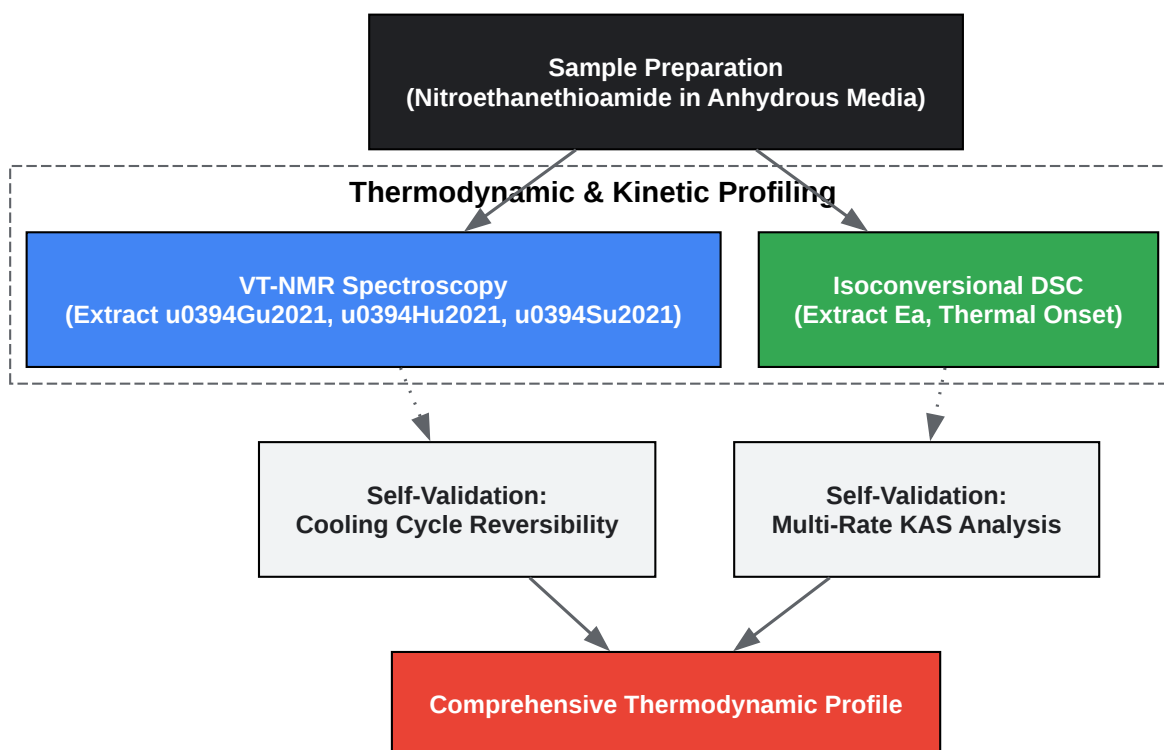 Sample Preparation
(Nitroethanethioamide in Anhydrous Media)
Thermodynamic & Kinetic Profiling
VT-NMR Spectroscopy
(Extract u0394Gu2021, u0394Hu2021, u0394Su2021)
Isoconversional DSC
(Extract Ea, Thermal Onset)
Self-Validation:
Cooling Cycle Reversibility
Self-Validation:
Multi-Rate KAS Analysis
Comprehensive Thermodynamic Profile